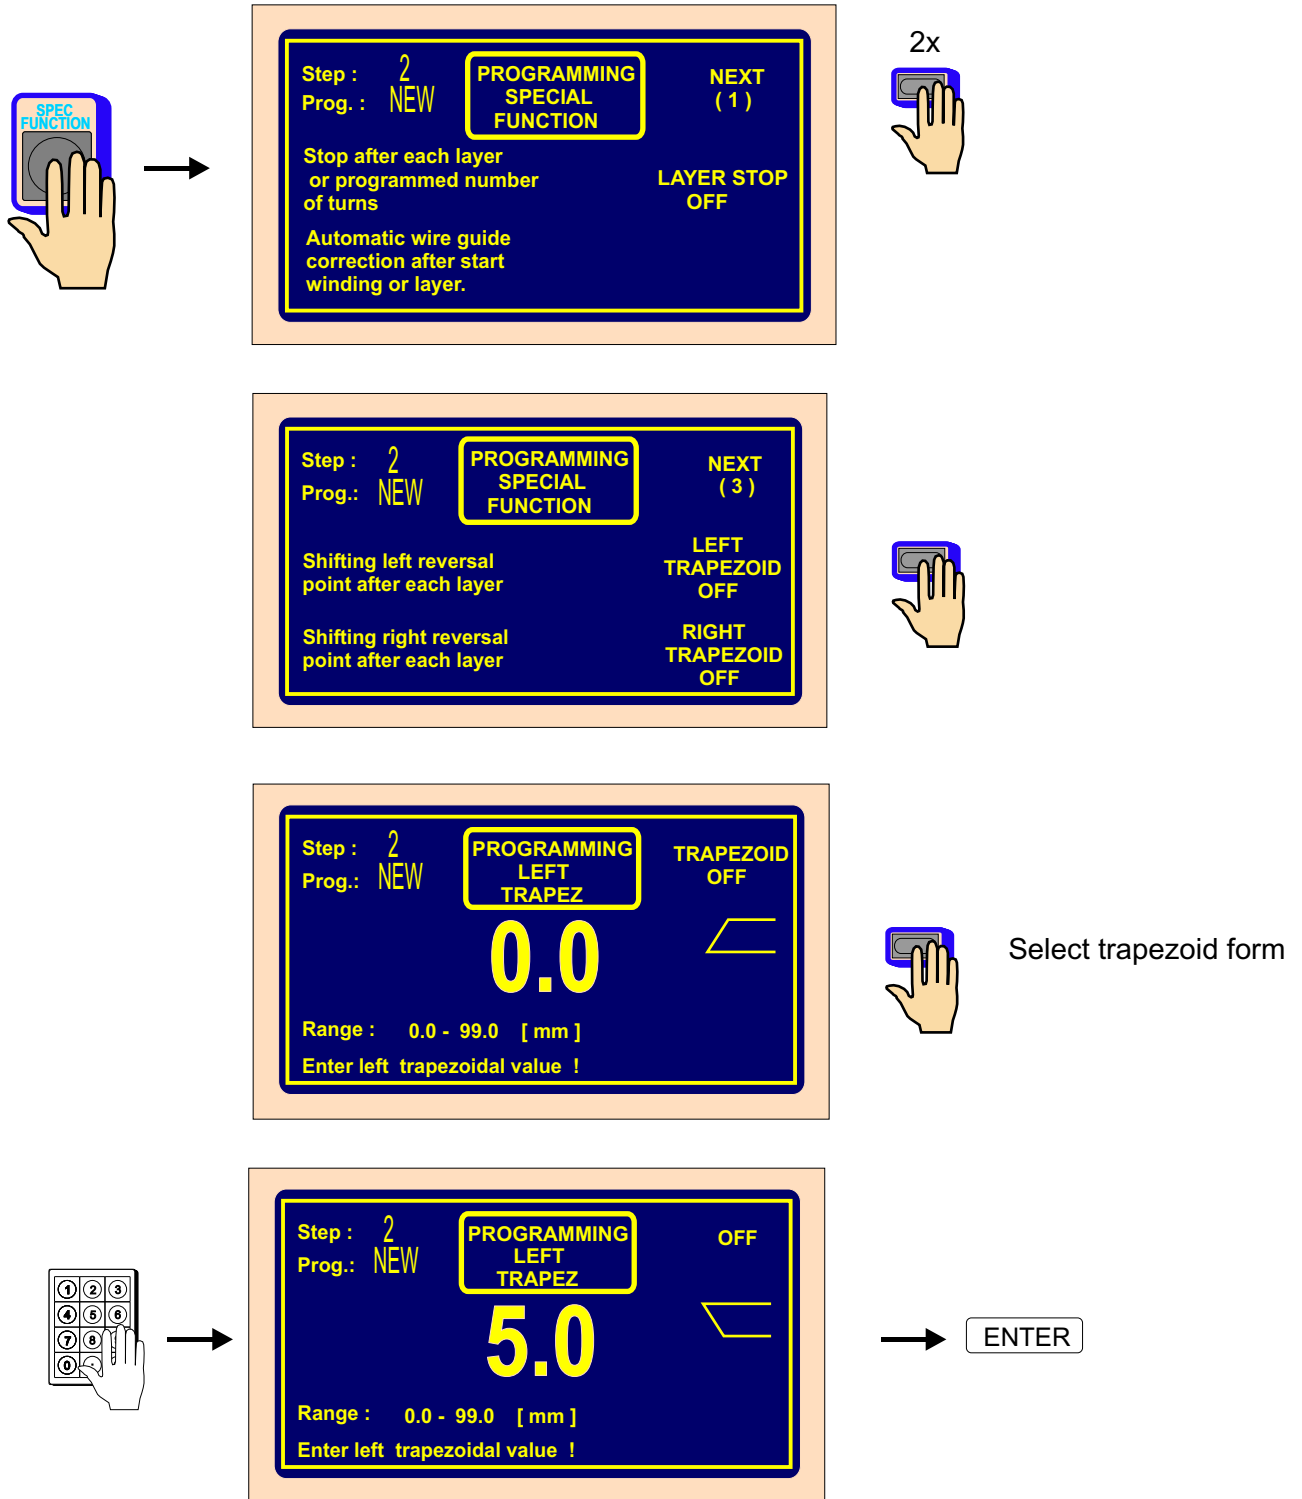 2x
SPEC
FUNCTION
Step : 2
Prog. : NEW
PROGRAMMING
SPECIAL
FUNCTION
NEXT
( 1 )
Stop after each layer
or programmed number
of turns
LAYER STOP
OFF
Automatic wire guide
correction after start
winding or layer.
Step : 2
Prog.: NEW
PROGRAMMING
SPECIAL
FUNCTION
NEXT
( 3 )
Shifting left reversal
point after each layer
LEFT
TRAPEZOID
OFF
Shifting right reversal
point after each layer
RIGHT
TRAPEZOID
OFF
Step : 2
Prog.: NEW
PROGRAMMING
LEFT
TRAPEZ
TRAPEZOID
OFF
0.0
Range : 0.0 - 99.0 [ mm ]
Enter left trapezoidal value !
Select trapezoid form
Step : 2
Prog.: NEW
PROGRAMMING
LEFT
TRAPEZ
OFF
5.0
Range : 0.0 - 99.0 [ mm ]
Enter left trapezoidal value !
1 2 3
4 5 6
7 8
0 .
ENTER